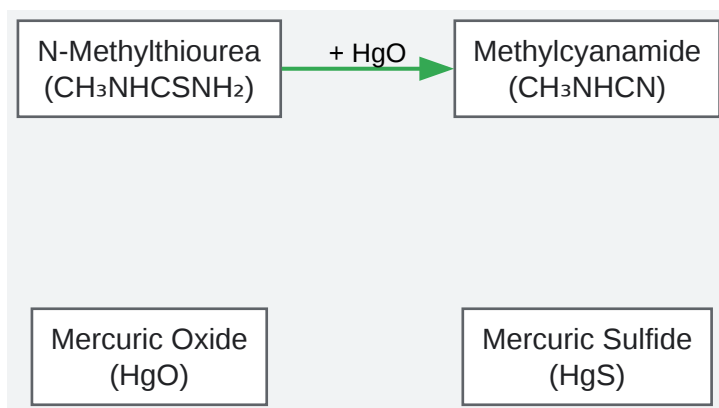 N-Methylthiourea
(CH₃NHCSNH₂)
+ HgO
Methylcyanamide
(CH₃NHCN)
Mercuric Oxide
(HgO)
Mercuric Sulfide
(HgS)